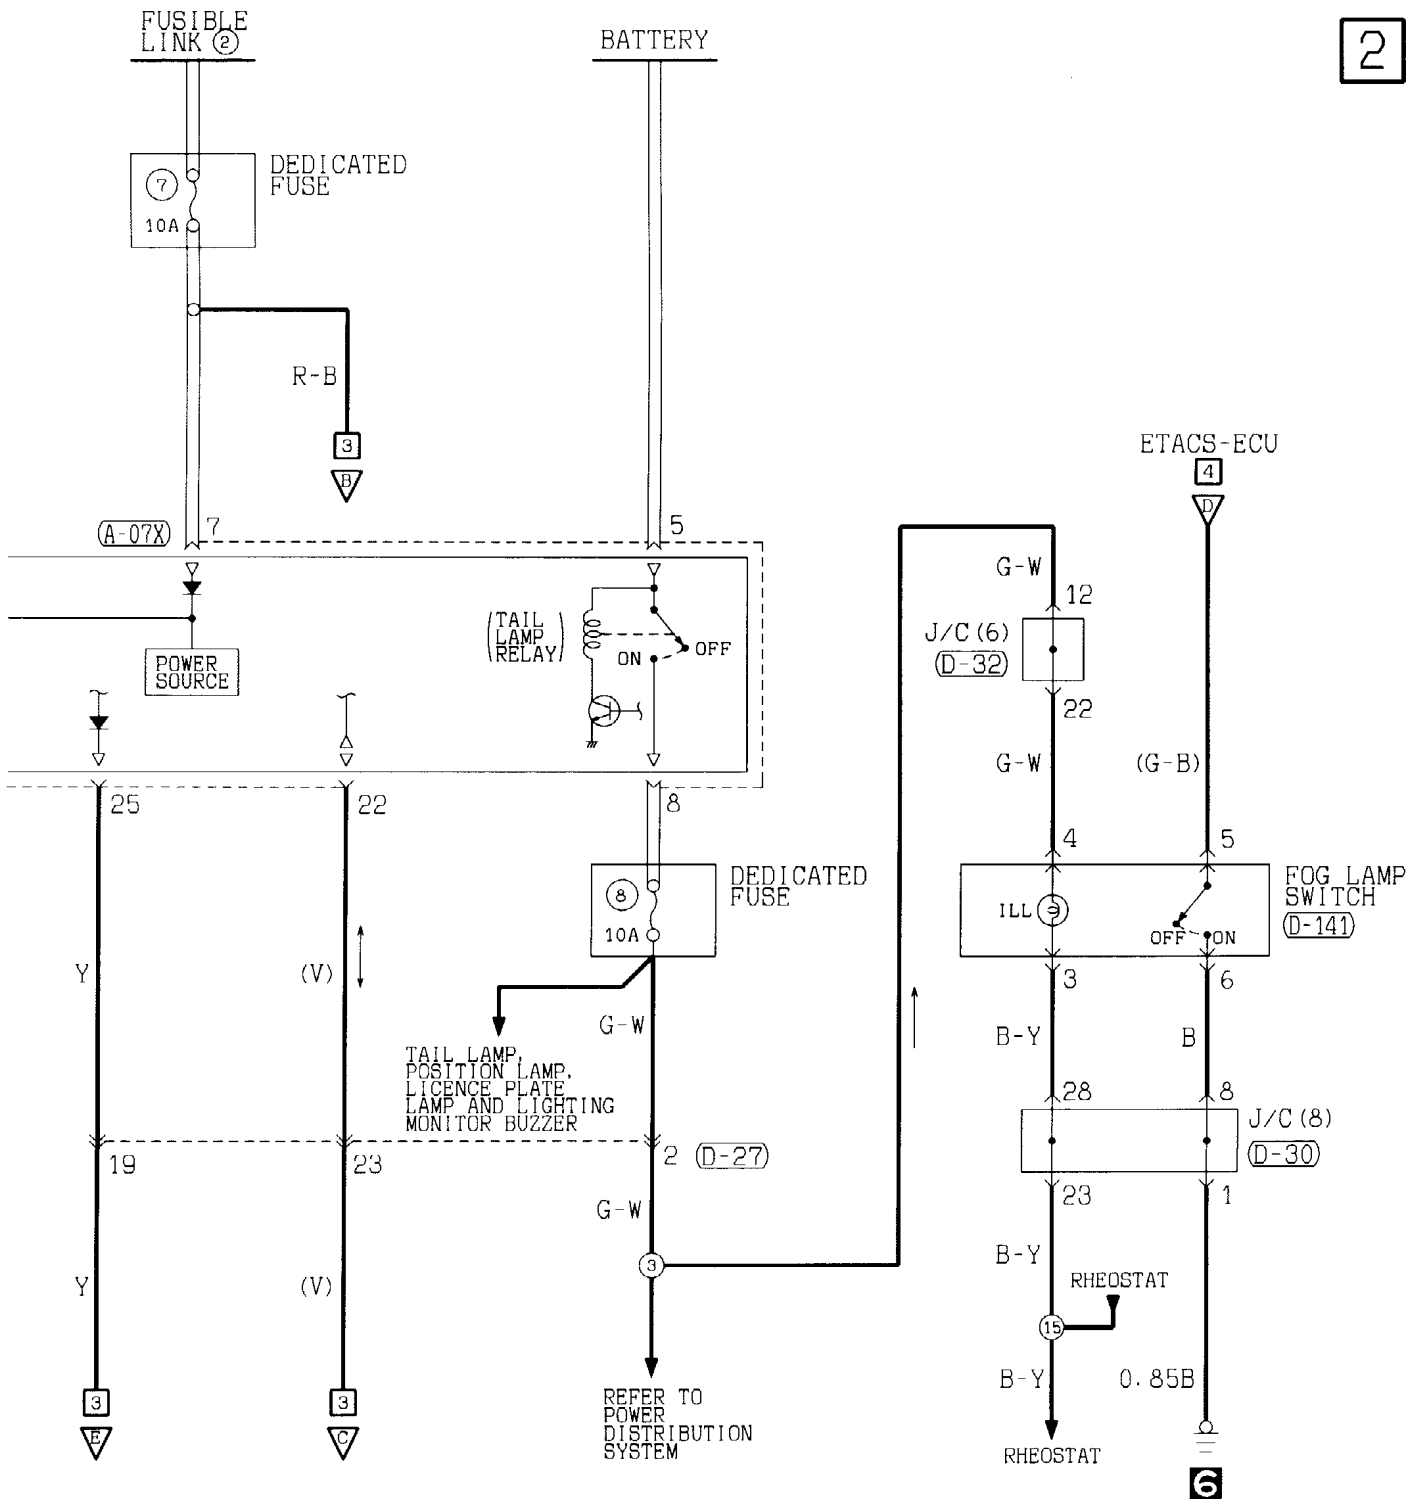 FUSIBLE
LINK ②
BATTERY
2
DEDICATED
FUSE
7
10A
R-B
3
B
ETACS-ECU
4
D
(A-07X)
7
5
G-W
12
J/C(6)
(D-32)
22
(TAIL
LAMP
RELAY)
ON
OFF
POWER
SOURCE
G-W
(G-B)
25
22
8
4
5
DEDICATED
FUSE
8
10A
ILL
OFF
ON
FOG LAMP
SWITCH
(D-141)
Y
(V)
3
6
G-W
B-Y
B
TAIL LAMP,
POSITION LAMP,
LICENCE PLATE
LAMP AND LIGHTING
MONITOR BUZZER
28
8
J/C(8)
(D-30)
19
23
2
(D-27)
23
1
G-W
B-Y
3
Y
(V)
RHEOSTAT
15
B-Y
0.85B
3
E
3
C
REFER TO
POWER
DISTRIBUTION
SYSTEM
RHEOSTAT
6